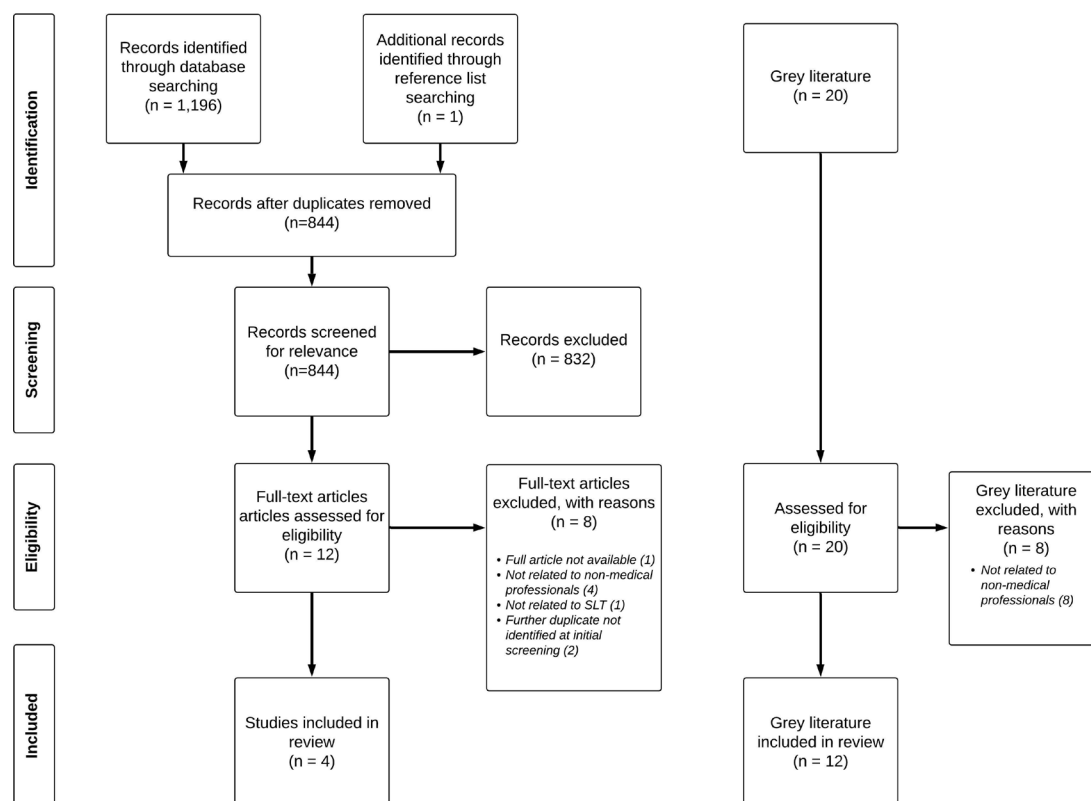 Identification
Records identified
through database
searching
(n = 1,196)
Additional records
identified through
reference list
searching
(n = 1)
Grey literature
(n = 20)
Records after duplicates removed
(n=844)
Screening
Records screened
for relevance
(n=844)
Records excluded
(n = 832)
Eligibility
Full-text articles
articles assessed for
eligibility
(n = 12)
Full-text articles
excluded, with reasons
(n = 8)
• Full article not available (1)
• Not related to non-medical
professionals (4)
• Not related to SLT (1)
• Further duplicate not
identified at initial
screening (2)
Assessed for
eligibility
(n = 20)
Grey literature
excluded, with
reasons
(n = 8)
• Not related to
non-medical
professionals (8)
Included
Studies included in
review
(n = 4)
Grey literature
included in review
(n = 12)